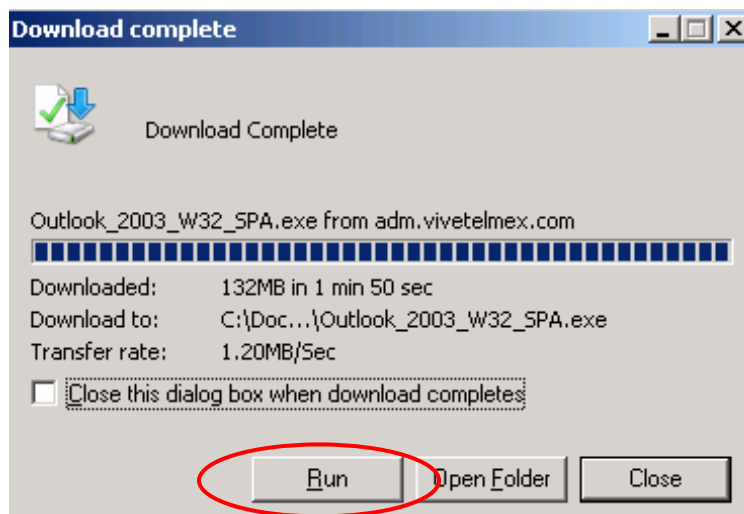 Download complete
Download Complete
Outlook_2003_W32_SPA.exe from adm.vivetelmex.com
Downloaded: 132MB in 1 min 50 sec
Download to: C:\Doc...\Outlook_2003_W32_SPA.exe
Transfer rate: 1.20MB/Sec
Close this dialog box when download completes
Run Open Folder Close